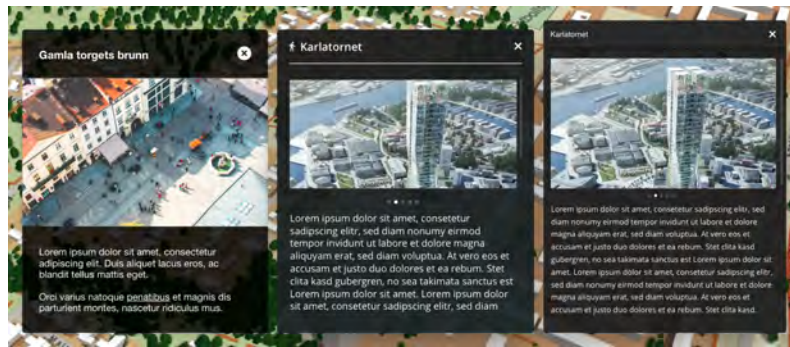 Gamla torgets brunn
Lorem ipsum dolor sit amet, consectetur
adipiscing elit. Duis aliquet lacus eros, ac
blandit tellus mattis eget.
Orci varius natoque penatibus et magnis dis
parturient montes, nascetur ridiculus mus.
Karlatornet
Lorem ipsum dolor sit amet, consetetur
sadipscing elitr, sed diam nonumy eirmod
tempor invidunt ut labore et dolore magna
aliquyam erat, sed diam voluptua. At vero eos et
accusam et justo duo dolores et ea rebum. Stet
clita kasd gubergren, no sea takimata sanctus est
Lorem ipsum dolor sit amet. Lorem ipsum dolor
sit amet, consetetur sadipscing elitr, sed diam
Karlatornet
Lorem ipsum dolor sit amet, consetetur sadipscing elitr, sed
diam nonumy eirmod tempor invidunt ut labore et dolore
magna aliquyam erat, sed diam voluptua. At vero eos et
accusam et justo duo dolores et ea rebum. Stet clita kasd
gubergren, no sea takimata sanctus est Lorem ipsum dolor sit
amet. Lorem ipsum dolor sit amet, consetetur sadipscing elitr,
sed diam nonumy eirmod tempor invidunt ut labore et dolore
magna aliquyam erat, sed diam voluptua. At vero eos et
accusam et justo duo dolores et ea rebum. Stet clita kasd.